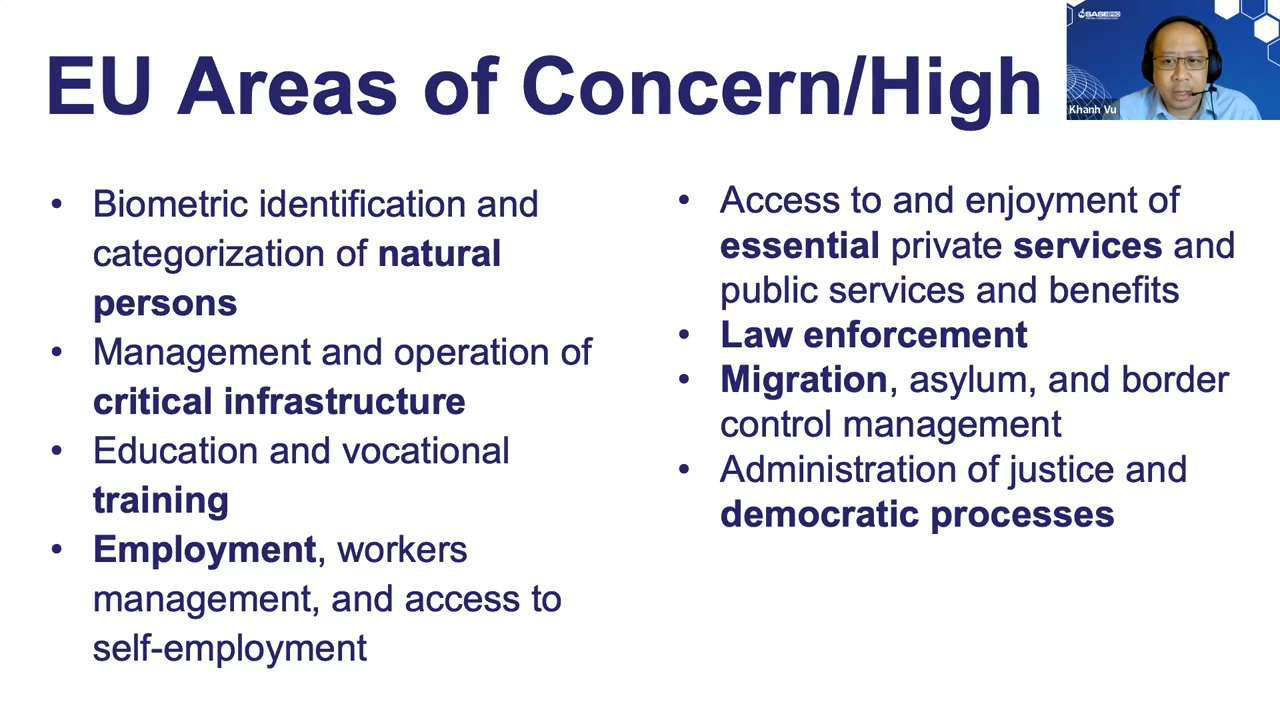 EU Areas of Concern/High
SASEPRO
Khanh Vu
• Biometric identification and
categorization of natural
persons
• Management and operation of
critical infrastructure
• Education and vocational
training
• Employment, workers
management, and access to
self-employment
• Access to and enjoyment of
essential private services and
public services and benefits
• Law enforcement
• Migration, asylum, and border
control management
• Administration of justice and
democratic processes